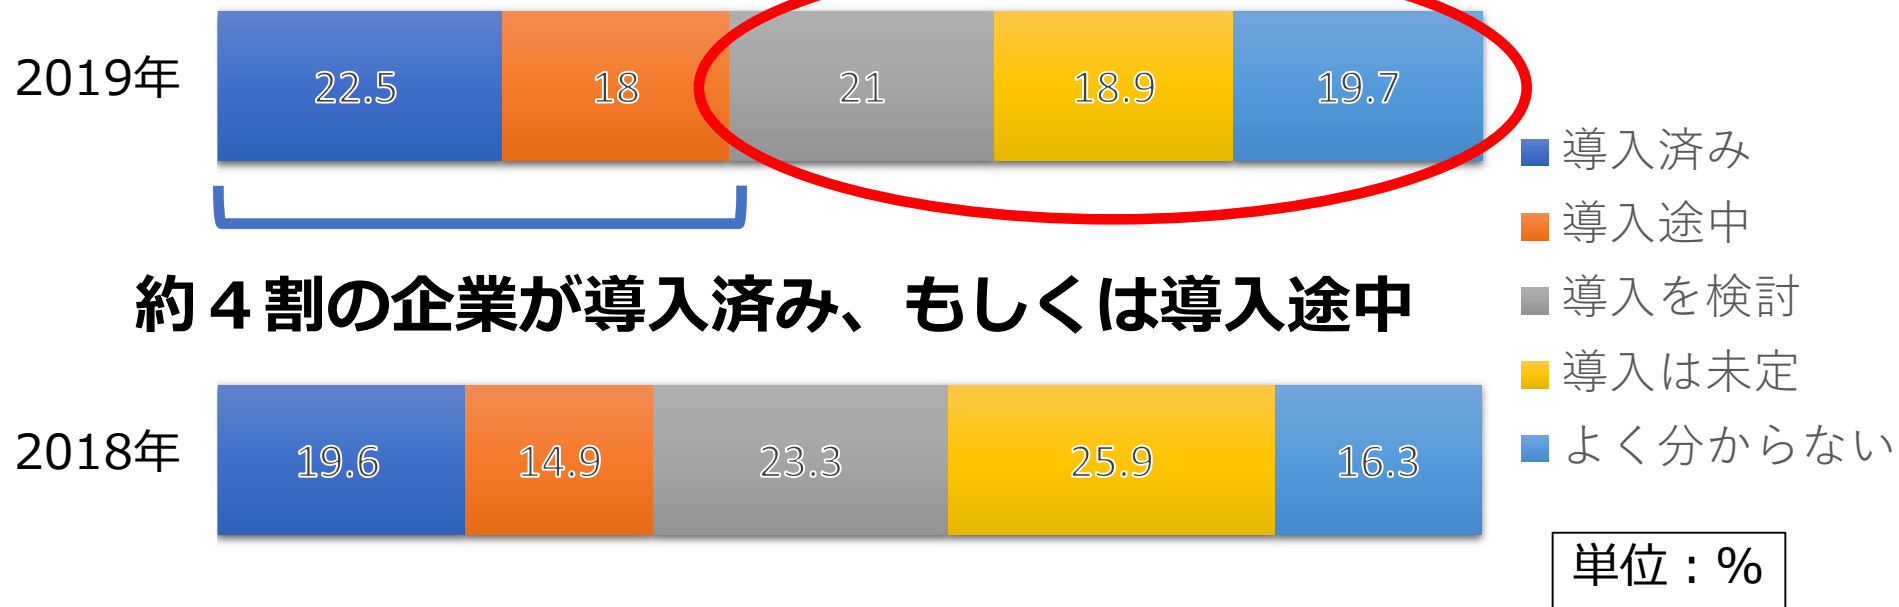 2019年
22.5 18 21 18.9 19.7
導入済み
導入途中
導入を検討
導入は未定
よく分からない
約４割の企業が導入済み、もしくは導入途中
2018年
19.6 14.9 23.3 25.9 16.3
単位：%